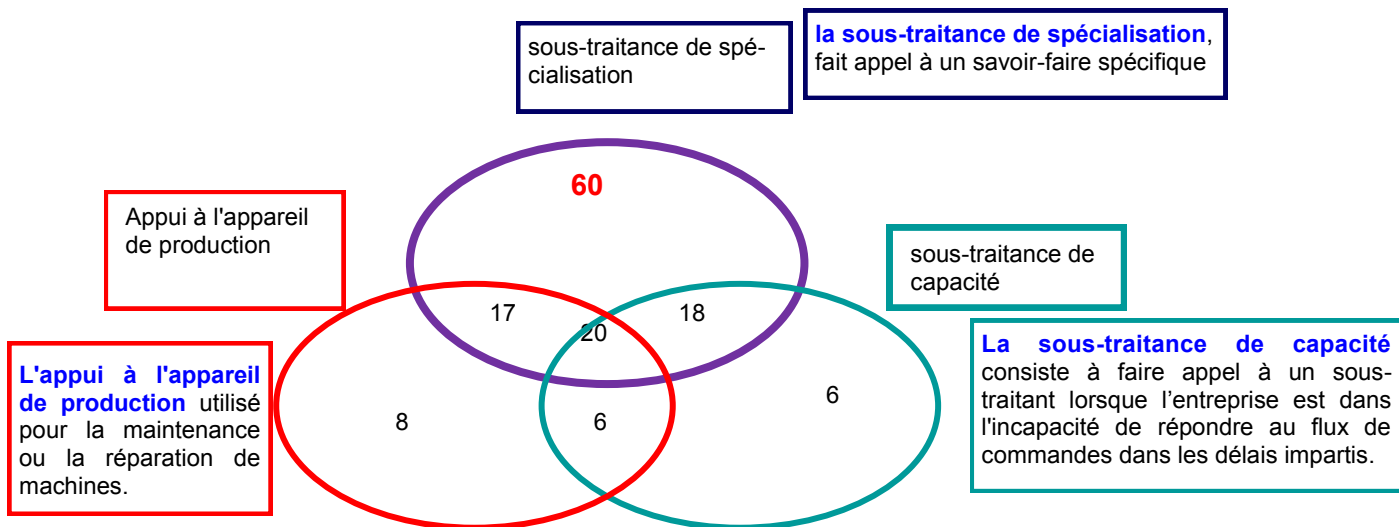 sous-traitance de spé-
cialisation
la sous-traitance de spécialisation,
fait appel à un savoir-faire spécifique
60
Appui à l'appareil
de production
sous-traitance de
capacité
17
20
18
L'appui à l'appareil
de production utilisé
pour la maintenance
ou la réparation de
machines.
8
6
6
La sous-traitance de capacité
consiste à faire appel à un sous-
traitant lorsque l’entreprise est dans
l'incapacité de répondre au flux de
commandes dans les délais impartis.